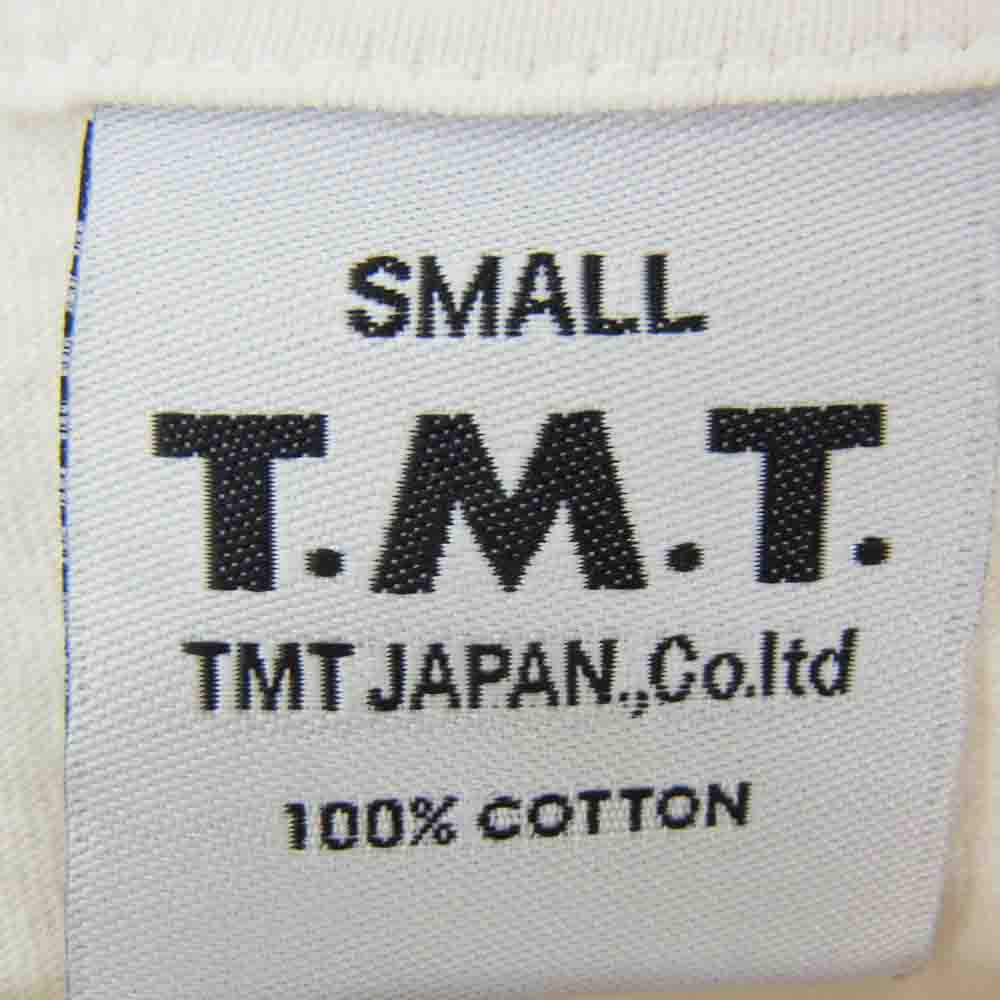 SMALL
T.M.T.
TMT JAPAN.,Co.ltd
100% COTTON